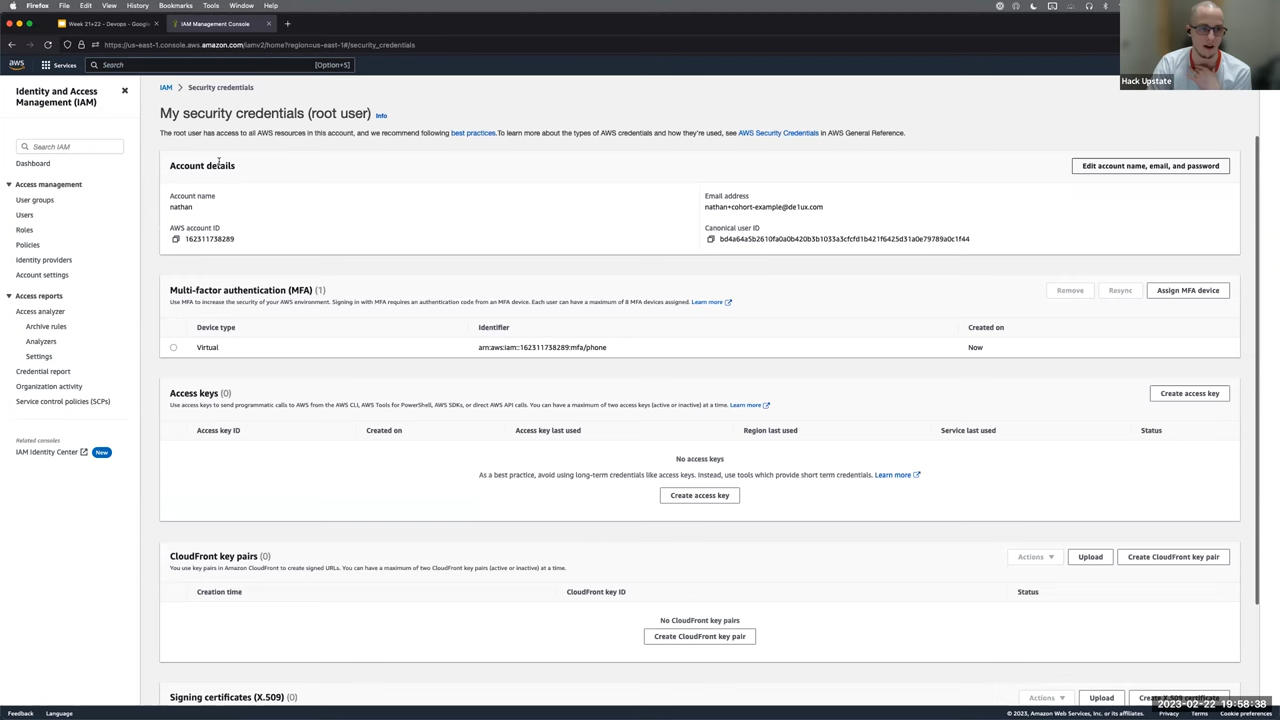 Firefox File Edit View History Bookmarks Tools Window Help
Week 21+22 - Devops - Google
IAM Management Console
https://us-east-1.console.aws.amazon.com/iamv2/home?region=us-east-1#/security_credentials
aws Services Search [Option+S]
Hack Upstate
Identity and Access Management (IAM)
Search IAM
Dashboard
Access management
User groups
Users
Roles
Policies
Identity providers
Account settings
Access reports
Access analyzer
Archive rules
Analyzers
Settings
Credential report
Organization activity
Service control policies (SCPs)
Related consoles
IAM Identity Center New
IAM > Security credentials
My security credentials (root user) Info
The root user has access to all AWS resources in this account, and we recommend following best practices.To learn more about the types of AWS credentials and how they're used, see AWS Security Credentials in AWS General Reference.
Account details
Edit account name, email, and password
Account name
nathan
Email address
nathan+cohort-example@de1ux.com
AWS account ID
162311738289
Canonical user ID
bd4a64a5b2610fa0a0b420b3b1033a3cfcfd1b421f6425d31a0e79789a0c1f44
Multi-factor authentication (MFA) (1)
Remove Resync Assign MFA device
Use MFA to increase the security of your AWS environment. Signing in with MFA requires an authentication code from an MFA device. Each user can have a maximum of 8 MFA devices assigned. Learn more
Device type Identifier Created on
Virtual arn:aws:iam::162311738289:mfa/phone Now
Access keys (0)
Create access key
Use access keys to send programmatic calls to AWS from the AWS CLI, AWS Tools for PowerShell, AWS SDKs, or direct AWS API calls. You can have a maximum of two access keys (active or inactive) at a time. Learn more
Access key ID Created on Access key last used Region last used Service last used Status
No access keys
As a best practice, avoid using long-term credentials like access keys. Instead, use tools which provide short term credentials. Learn more
Create access key
CloudFront key pairs (0)
Actions Upload Create CloudFront key pair
You use key pairs in Amazon CloudFront to create signed URLs. You can have a maximum of two CloudFront key pairs (active or inactive) at a time.
Creation time CloudFront key ID Status
No CloudFront key pairs
Create CloudFront key pair
Signing certificates (X.509) (0)
Actions Upload Create X.509 certificate
2023-02-22 19:58:38
Feedback Language
© 2023, Amazon Web Services, Inc. or its affiliates. Privacy Terms Cookie preferences